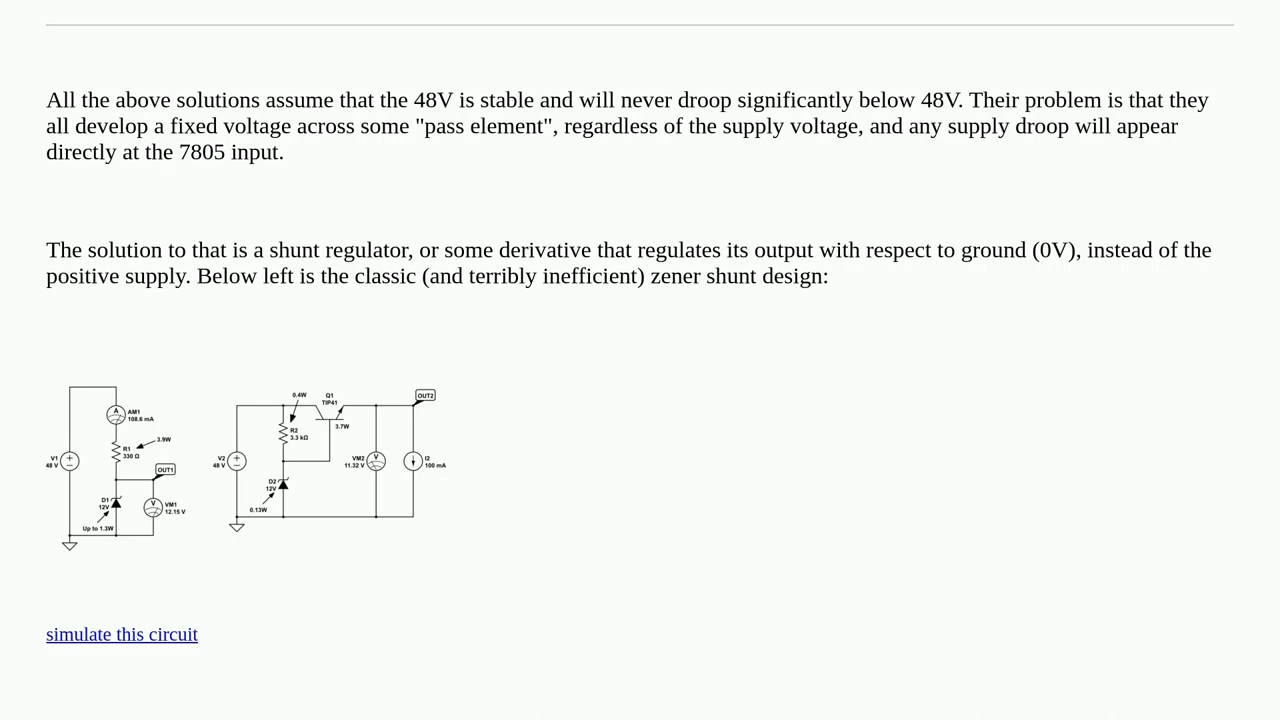 All the above solutions assume that the 48V is stable and will never droop significantly below 48V. Their problem is that they
all develop a fixed voltage across some "pass element", regardless of the supply voltage, and any supply droop will appear
directly at the 7805 input.
The solution to that is a shunt regulator, or some derivative that regulates its output with respect to ground (0V), instead of the
positive supply. Below left is the classic (and terribly inefficient) zener shunt design:
A
AM1
108.6 mA
3.9W
R1
330 Ω
V1
48 V
OUT1
D1
12V
V
VM1
12.15 V
Up to 1.3W
0.4W
Q1
TIP41
OUT2
R2
3.3 kΩ
3.7W
V2
48 V
VM2
11.32 V
V
I2
100 mA
D2
12V
0.13W
simulate this circuit